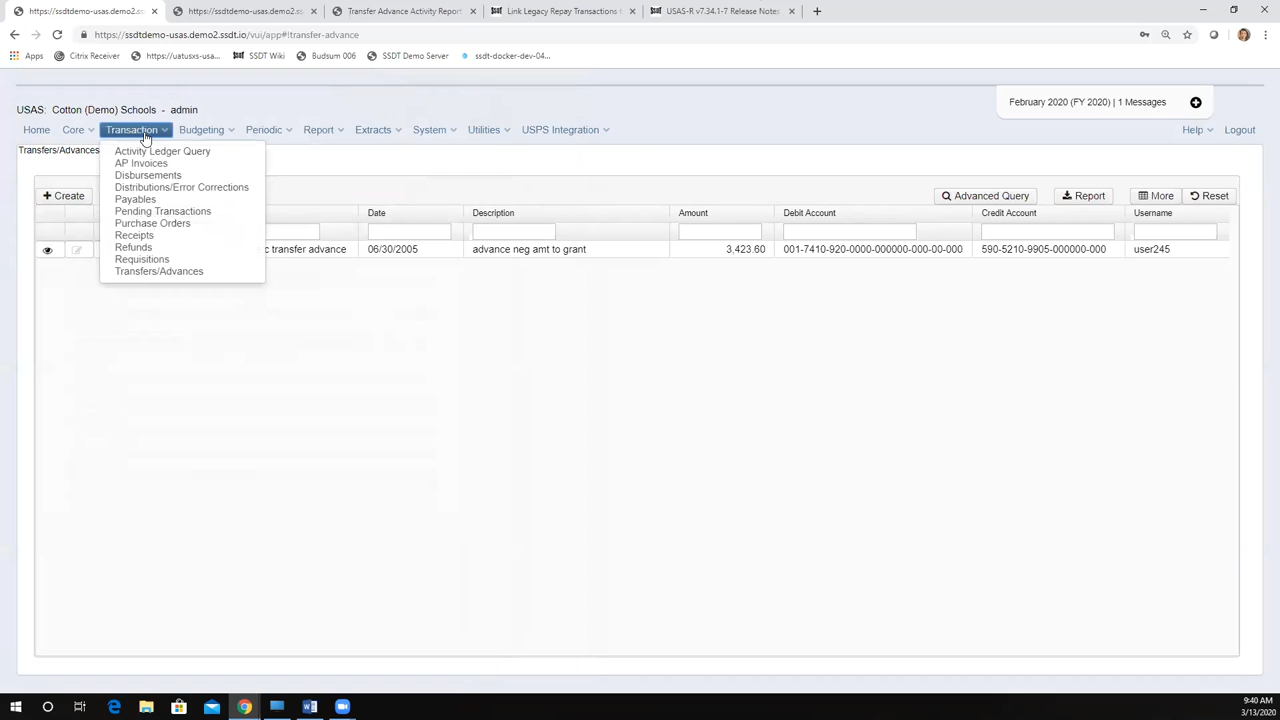 https://ssdtdemo-usas.demo2.ssdt... https://ssdtdemo-usas.demo2.ssdt... Transfer Advance Activity Report Link Legacy Repay Transactions t USAS-R v7.34.1-7 Release Notes
https://ssdtdemo-usas.demo2.ssdt.io/vui/app#!transfer-advance
Apps Citrix Receiver https://uatusxs-us... SSDT Wiki Budsum 006 SSDT Demo Server ssdt-docker-dev-04...
USAS: Cotton (Demo) Schools - admin
February 2020 (FY 2020) | 1 Messages
Home Core Transaction Budgeting Periodic Report Extracts System Utilities USPS Integration Help Logout
Transfers/Advances
Activity Ledger Query
AP Invoices
Disbursements
Distributions/Error Corrections
Payables
Pending Transactions
Purchase Orders
Receipts
Refunds
Requisitions
Transfers/Advances
Create Advanced Query Report More Reset
Date Description Amount Debit Account Credit Account Username
c transfer advance 06/30/2005 advance neg amt to grant 3,423.60 001-7410-920-0000-000000-000-00-000 590-5210-9905-000000-000 user245
9:40 AM
3/13/2020